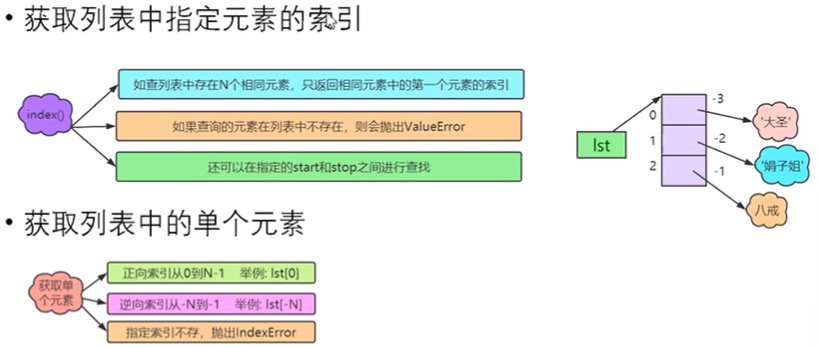 • 获取列表中指定元素的索引
index()
如查列表中存在N个相同元素，只返回相同元素中的第一个元素的索引
如果查询的元素在列表中不存在，则会抛出ValueError
还可以在指定的start和stop之间进行查找
lst
0
1
2
-3
-2
-1
'大圣'
'娟子姐'
八戒
• 获取列表中的单个元素
获取单
个元素
正向索引从0到N-1 举例: lst[0]
逆向索引从-N到-1 举例: lst[-N]
指定索引不存，抛出IndexError